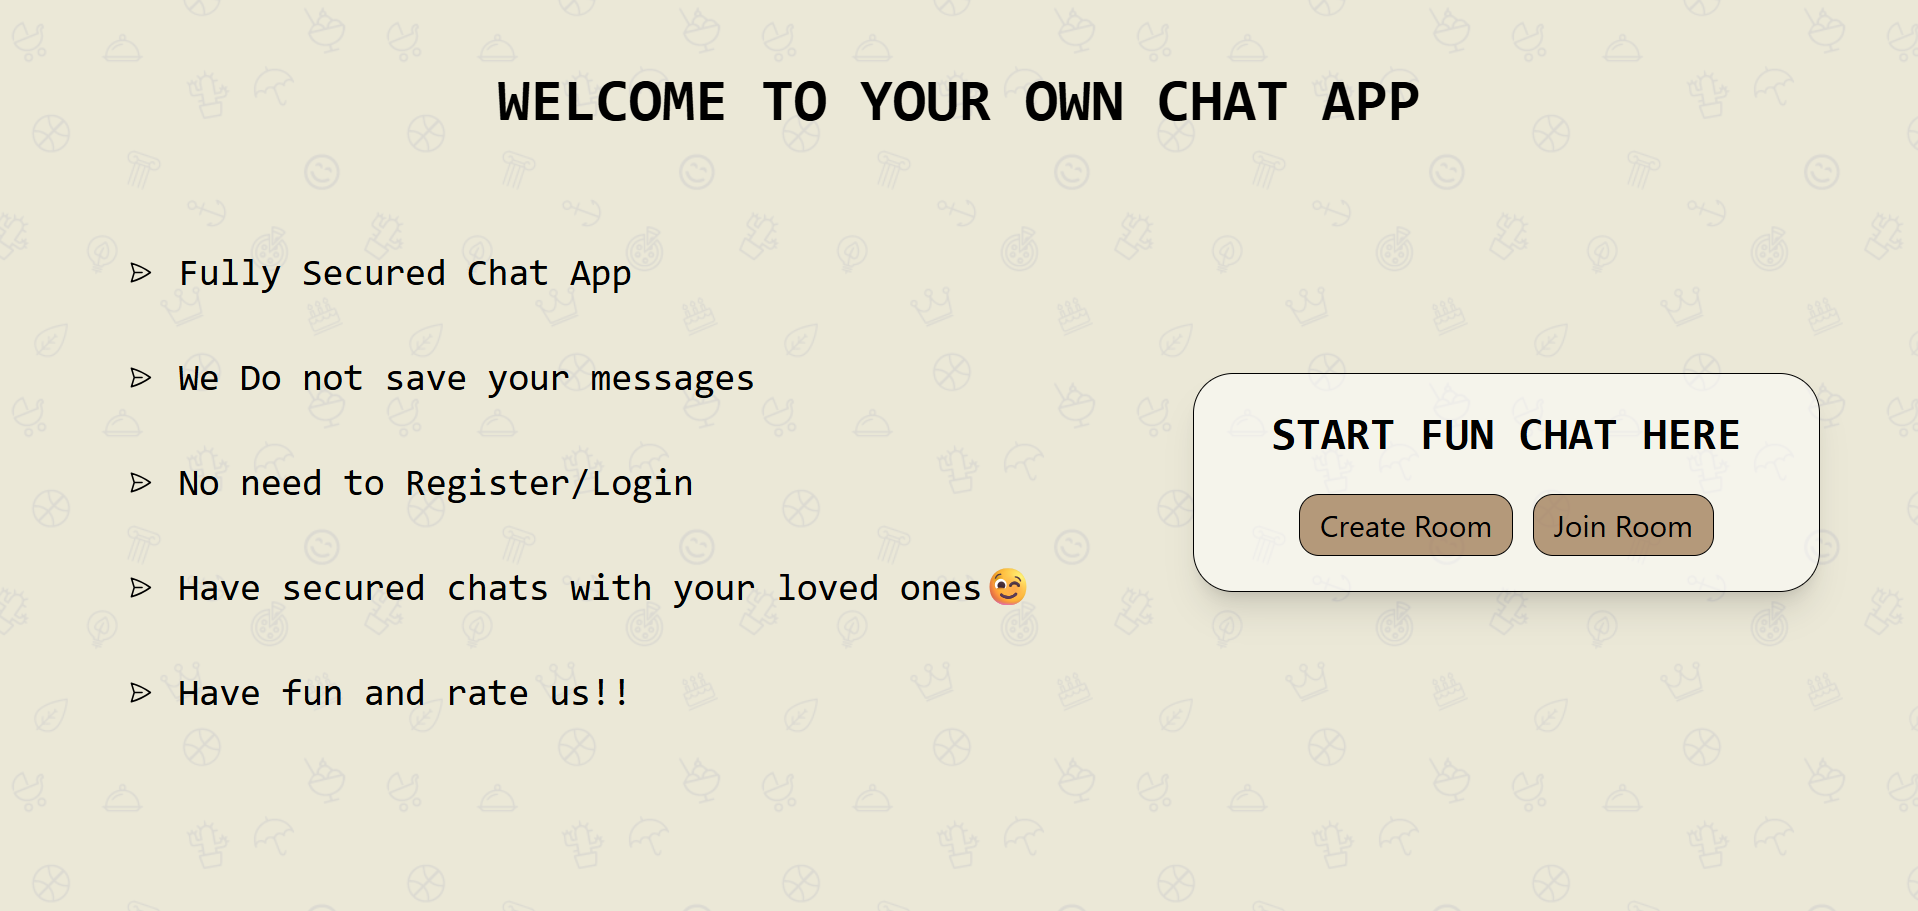 WELCOME TO YOUR OWN CHAT APP
Fully Secured Chat App
We Do not save your messages
No need to Register/Login
Have secured chats with your loved ones😉
Have fun and rate us!!
START FUN CHAT HERE
Create Room Join Room